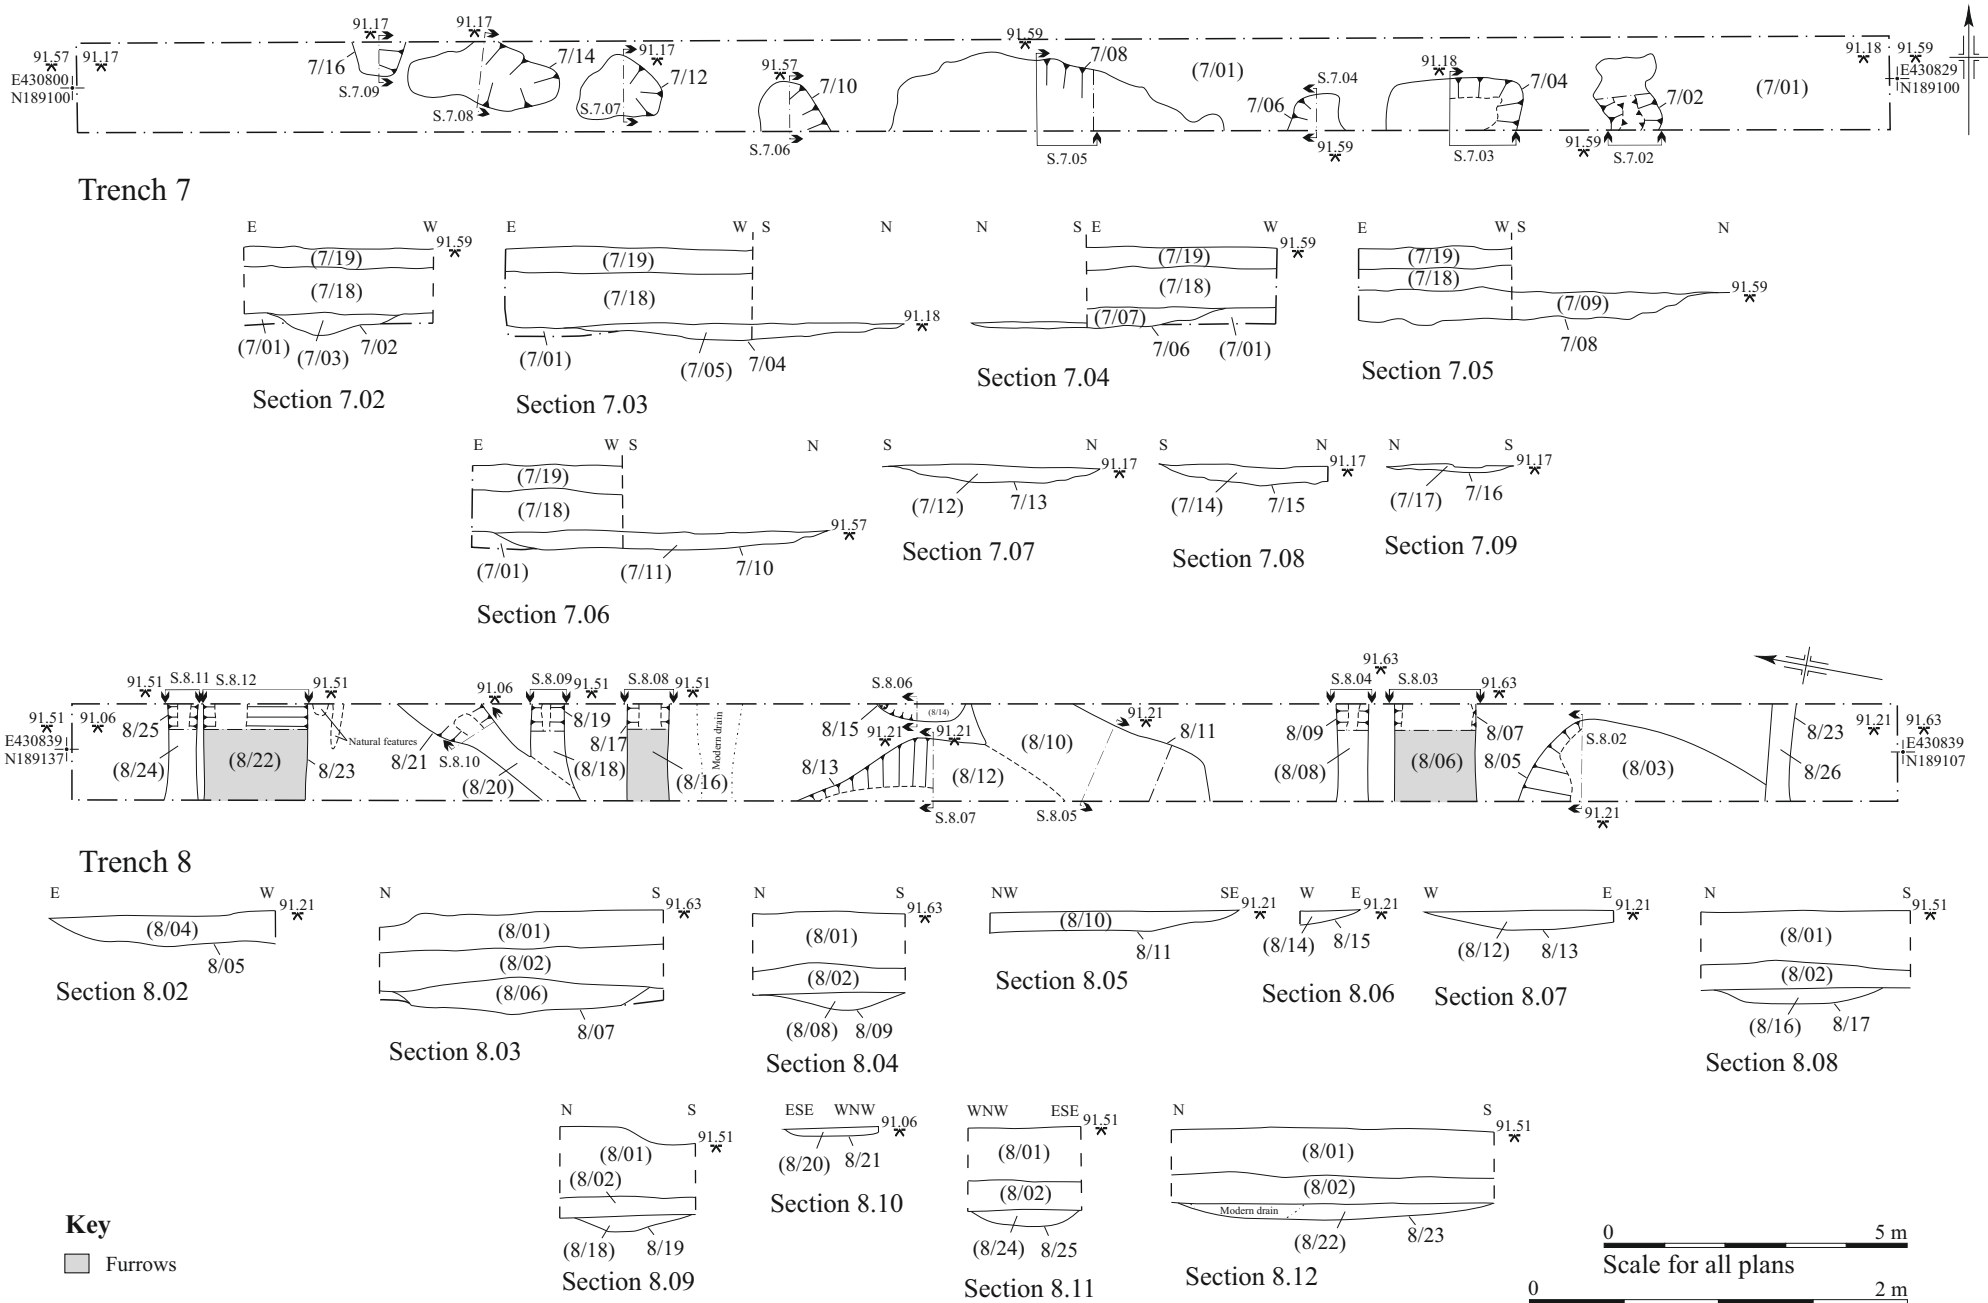 91.57 91.17
E430800
N189100
7/16
91.17
S.7.09
91.17
7/14
S.7.08
91.17
7/12
S.7.07
91.57
7/10
S.7.06
91.59
7/08
S.7.05
(7/01)
S.7.04
7/06
91.59
91.18
7/04
S.7.03
91.59
7/02
S.7.02
(7/01)
91.18 91.59
E430829
N189100
Trench 7
E W
91.59
(7/19)
(7/18)
(7/01)
(7/03)
7/02
Section 7.02
E W S N
(7/19)
(7/18)
91.18
(7/01)
(7/05)
7/04
Section 7.03
N S E W
91.59
(7/19)
(7/18)
(7/07)
7/06
(7/01)
Section 7.04
E W S N
(7/19)
(7/18)
(7/09)
91.59
7/08
Section 7.05
E W S N
(7/19)
(7/18)
91.57
(7/01)
(7/11)
7/10
Section 7.06
S N
91.17
(7/12)
7/13
Section 7.07
S N
91.17
(7/14)
7/15
Section 7.08
N S
91.17
(7/17)
7/16
Section 7.09
91.51 91.06
E430839
N189137
91.51
S.8.11
S.8.12
91.51
8/25
(8/24)
(8/22)
8/23
Natural features
91.06
8/21
S.8.10
(8/20)
S.8.09
91.51
8/19
(8/18)
S.8.08
91.51
8/17
(8/16)
Modern drain
S.8.06
8/15
(8/14)
91.21
91.21
8/13
(8/12)
S.8.07
(8/10)
91.21
8/11
S.8.05
91.63
S.8.04
8/09
(8/08)
S.8.03
91.63
8/07
(8/06)
8/05
S.8.02
91.21
(8/03)
8/23
8/26
91.21 91.63
E430839
N189107
Trench 8
E W
91.21
(8/04)
8/05
Section 8.02
N S
91.63
(8/01)
(8/02)
(8/06)
8/07
Section 8.03
N S
91.63
(8/01)
(8/02)
(8/08)
8/09
Section 8.04
NW SE
91.21
(8/10)
8/11
Section 8.05
W E
91.21
(8/14)
8/15
Section 8.06
W E
91.21
(8/12)
8/13
Section 8.07
N S
91.51
(8/01)
(8/02)
(8/16)
8/17
Section 8.08
N S
91.51
(8/01)
(8/02)
(8/18)
8/19
Section 8.09
ESE WNW
91.06
(8/20)
8/21
Section 8.10
WNW ESE
91.51
(8/01)
(8/02)
(8/24)
8/25
Section 8.11
N S
91.51
(8/01)
(8/02)
Modern drain
(8/22)
8/23
Section 8.12
Key
Furrows
0 5 m
Scale for all plans
0 2 m